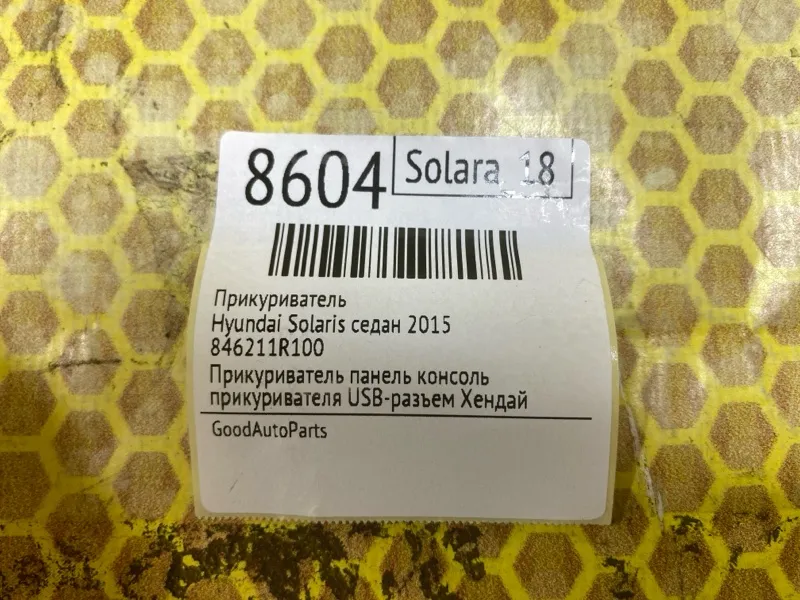 8604
Solara 18
Прикуриватель
Hyundai Solaris седан 2015
846211R100
Прикуриватель панель консоль
прикуривателя USB-разъем Хендай
GoodAutoParts